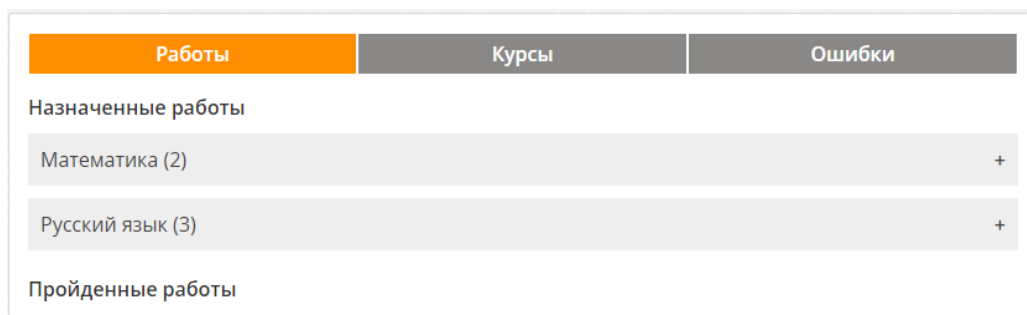 Работы Курсы Ошибки
Назначенные работы
Математика (2) +
Русский язык (3) +
Пройденные работы